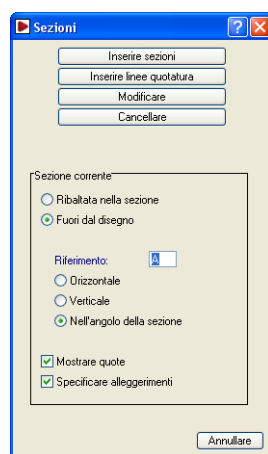 Sezioni
Inserire sezioni
Inserire linee quotatura
Modificare
Cancellare
Sezione corrente
Ribaltata nella sezione
Fuori dal disegno
Riferimento: A
Orizzontale
Verticale
Nell'angolo della sezione
Mostrare quote
Specificare alleggerimenti
Annullare